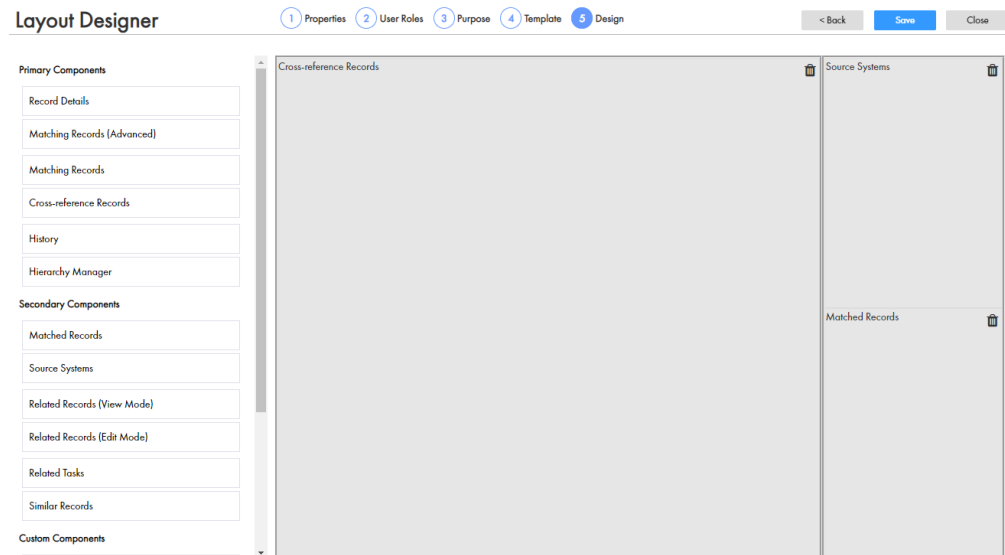 Layout Designer
1 Properties 2 User Roles 3 Purpose 4 Template 5 Design
< Back Save Close
Primary Components
Record Details
Matching Records (Advanced)
Matching Records
Cross-reference Records
History
Hierarchy Manager
Secondary Components
Matched Records
Source Systems
Related Records (View Mode)
Related Records (Edit Mode)
Related Tasks
Similar Records
Custom Components
Cross-reference Records
Source Systems
Matched Records